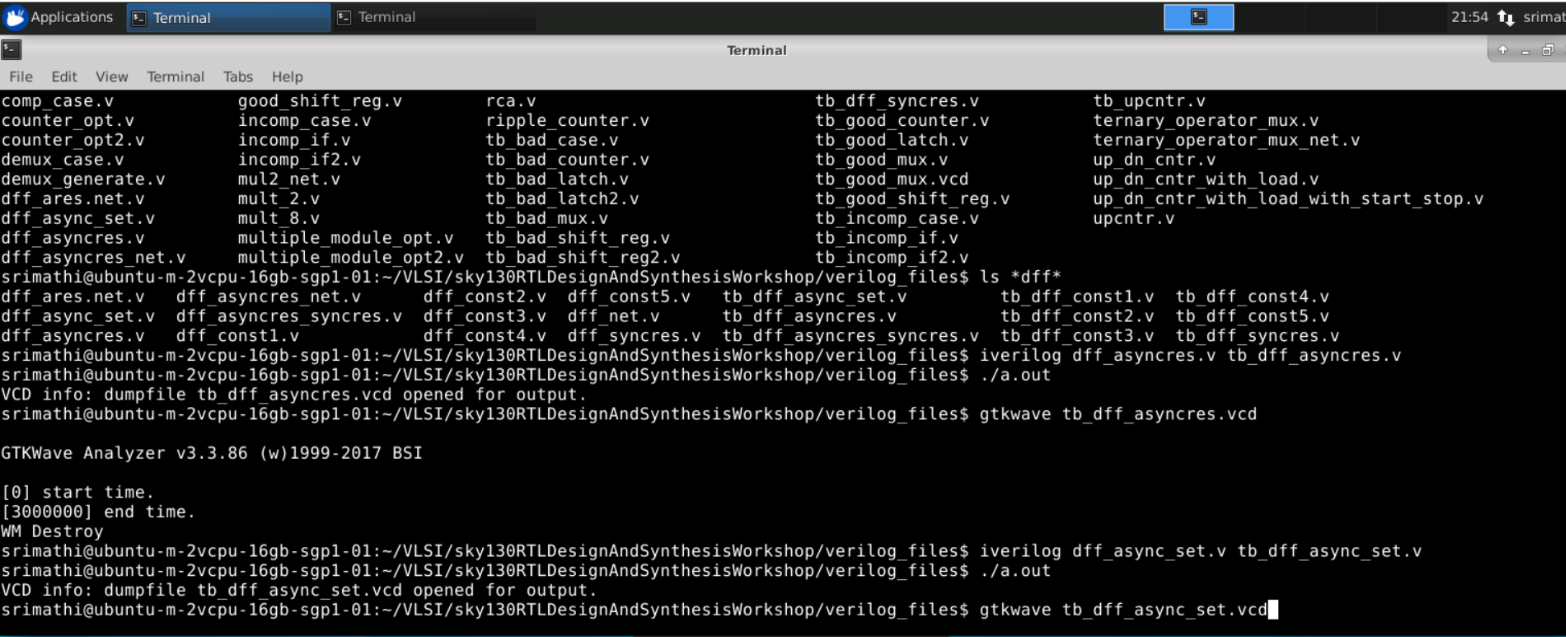 Applications Terminal Terminal 21:54 srimat
Terminal
File Edit View Terminal Tabs Help
comp_case.v good_shift_reg.v rca.v tb_dff_syncres.v tb_upcntr.v
counter_opt.v incomp_case.v ripple_counter.v tb_good_counter.v ternary_operator_mux.v
counter_opt2.v incomp_if.v tb_bad_case.v tb_good_latch.v ternary_operator_mux_net.v
demux_case.v incomp_if2.v tb_bad_counter.v tb_good_mux.v up_dn_cntr.v
demux_generate.v mul2_net.v tb_bad_latch.v tb_good_mux.vcd up_dn_cntr_with_load.v
dff_ares.net.v mult_2.v tb_bad_latch2.v tb_good_shift_reg.v up_dn_cntr_with_load_with_start_stop.v
dff_async_set.v mult_8.v tb_bad_mux.v tb_incomp_case.v upcntr.v
dff_asyncres.v multiple_module_opt.v tb_bad_shift_reg.v tb_incomp_if.v
dff_asyncres_net.v multiple_module_opt2.v tb_bad_shift_reg2.v tb_incomp_if2.v
srimathi@ubuntu-m-2vcpu-16gb-sgp1-01:~/VLSI/sky130RTLDesignAndSynthesisWorkshop/verilog_files$ ls *dff*
dff_ares.net.v dff_asyncres_net.v dff_const2.v dff_const5.v tb_dff_async_set.v tb_dff_const1.v tb_dff_const4.v
dff_async_set.v dff_asyncres_syncres.v dff_const3.v dff_net.v tb_dff_asyncres.v tb_dff_const2.v tb_dff_const5.v
dff_asyncres.v dff_const1.v dff_const4.v dff_syncres.v tb_dff_asyncres_syncres.v tb_dff_const3.v tb_dff_syncres.v
srimathi@ubuntu-m-2vcpu-16gb-sgp1-01:~/VLSI/sky130RTLDesignAndSynthesisWorkshop/verilog_files$ iverilog dff_asyncres.v tb_dff_asyncres.v
srimathi@ubuntu-m-2vcpu-16gb-sgp1-01:~/VLSI/sky130RTLDesignAndSynthesisWorkshop/verilog_files$ ./a.out
VCD info: dumpfile tb_dff_asyncres.vcd opened for output.
srimathi@ubuntu-m-2vcpu-16gb-sgp1-01:~/VLSI/sky130RTLDesignAndSynthesisWorkshop/verilog_files$ gtkwave tb_dff_asyncres.vcd
GTKWave Analyzer v3.3.86 (w)1999-2017 BSI
[0] start time.
[3000000] end time.
WM Destroy
srimathi@ubuntu-m-2vcpu-16gb-sgp1-01:~/VLSI/sky130RTLDesignAndSynthesisWorkshop/verilog_files$ iverilog dff_async_set.v tb_dff_async_set.v
srimathi@ubuntu-m-2vcpu-16gb-sgp1-01:~/VLSI/sky130RTLDesignAndSynthesisWorkshop/verilog_files$ ./a.out
VCD info: dumpfile tb_dff_async_set.vcd opened for output.
srimathi@ubuntu-m-2vcpu-16gb-sgp1-01:~/VLSI/sky130RTLDesignAndSynthesisWorkshop/verilog_files$ gtkwave tb_dff_async_set.vcd